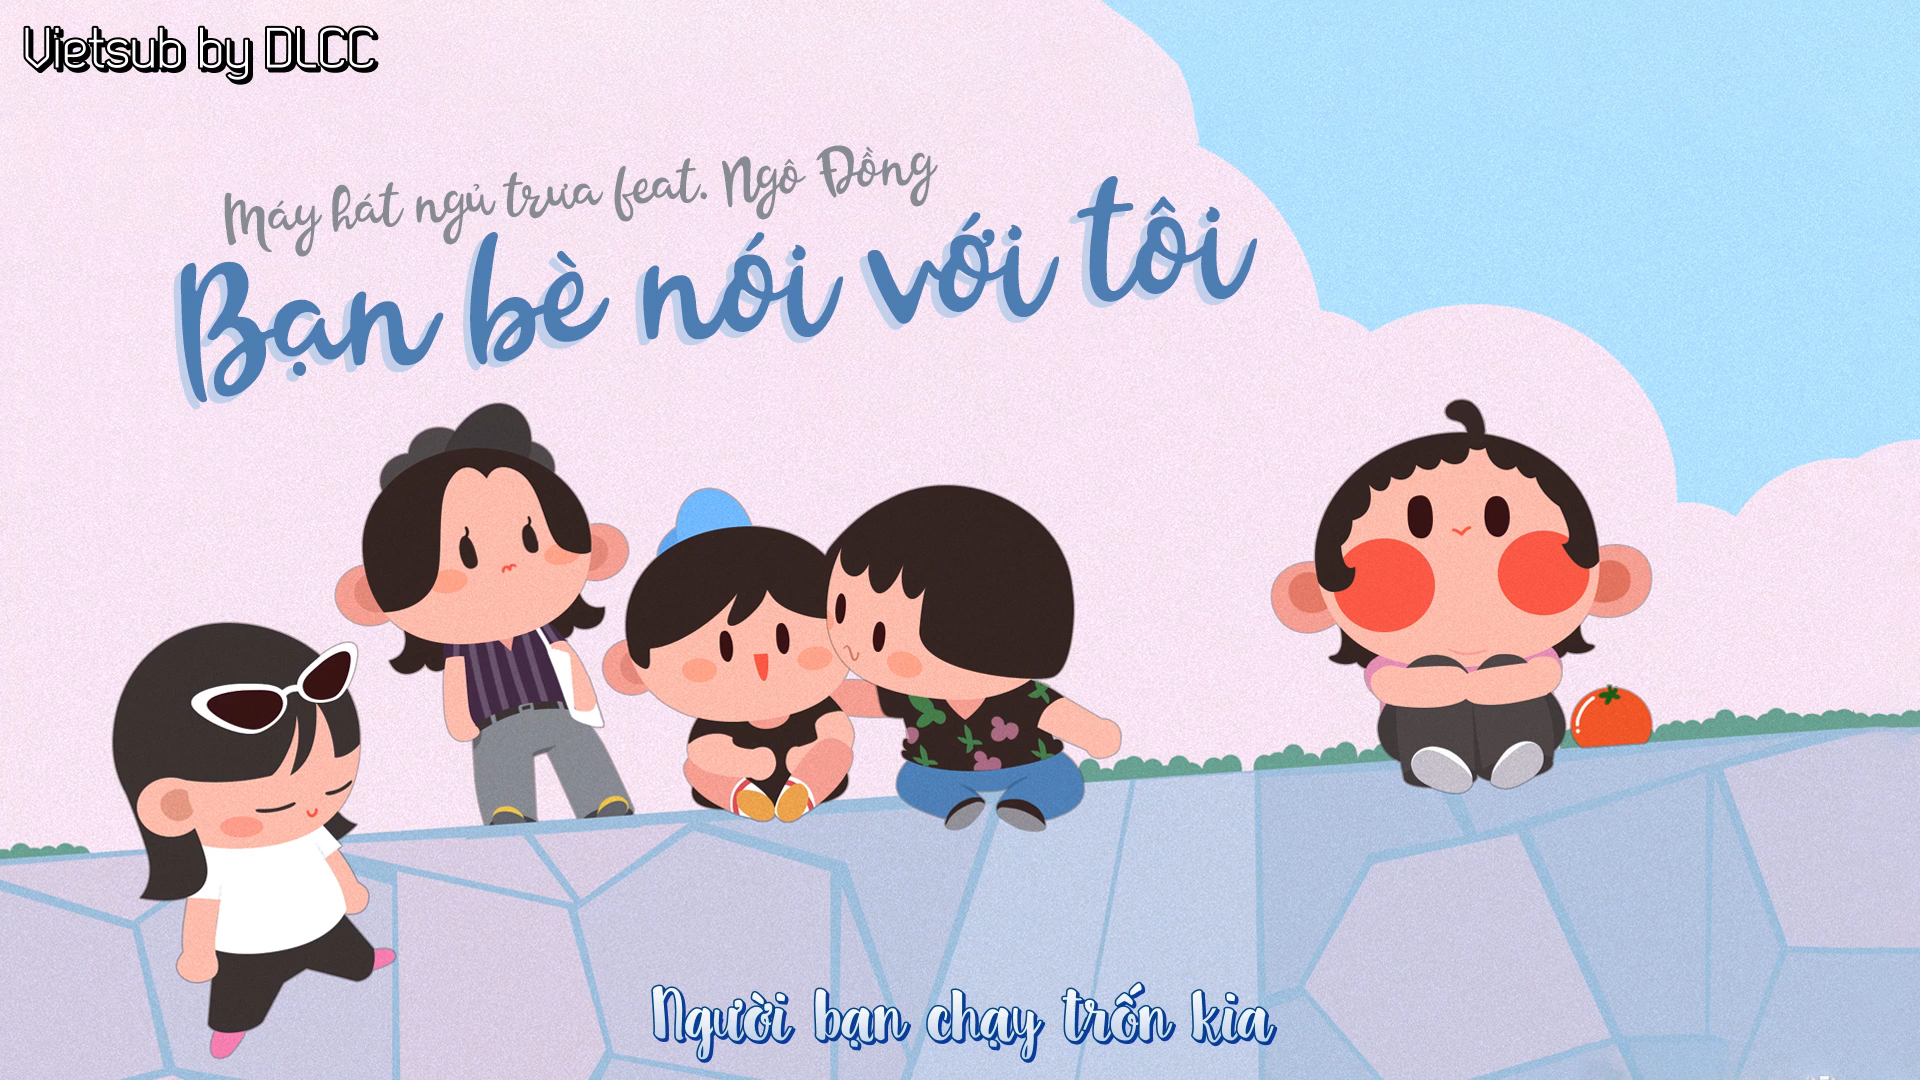 Vietsub by DLCC
Máy hát ngủ trưa feat. Ngô Đồng
Bạn bè nói với tôi
Người bạn chạy trốn kia